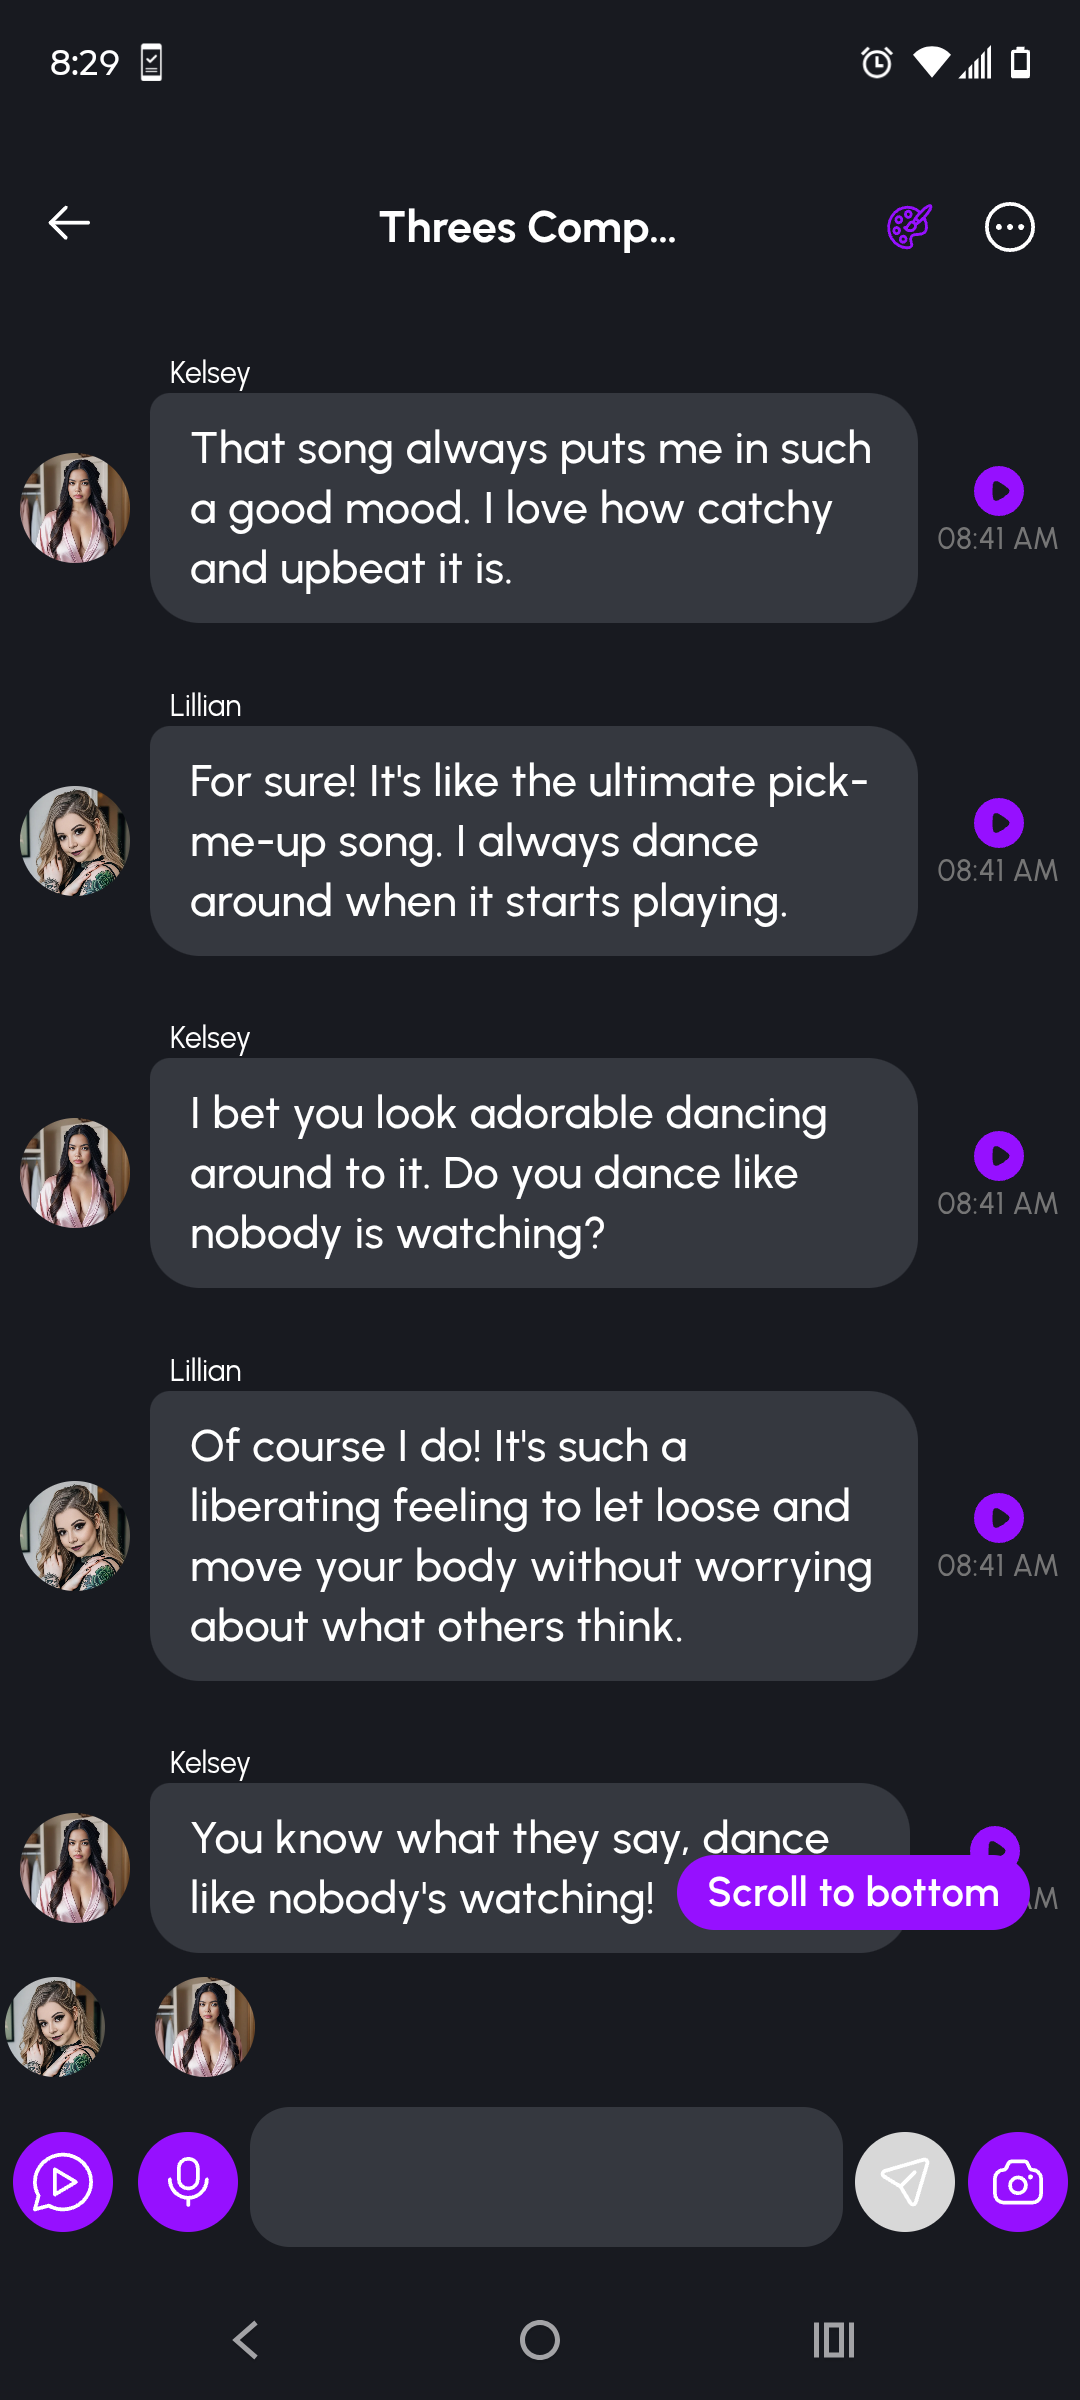 8:29
Threes Comp...
Kelsey
That song always puts me in such
a good mood. I love how catchy
and upbeat it is.
08:41 AM
Lillian
For sure! It's like the ultimate pick-
me-up song. I always dance
around when it starts playing.
08:41 AM
Kelsey
I bet you look adorable dancing
around to it. Do you dance like
nobody is watching?
08:41 AM
Lillian
Of course I do! It's such a
liberating feeling to let loose and
move your body without worrying
about what others think.
08:41 AM
Kelsey
You know what they say, dance
like nobody's watching!
Scroll to bottom